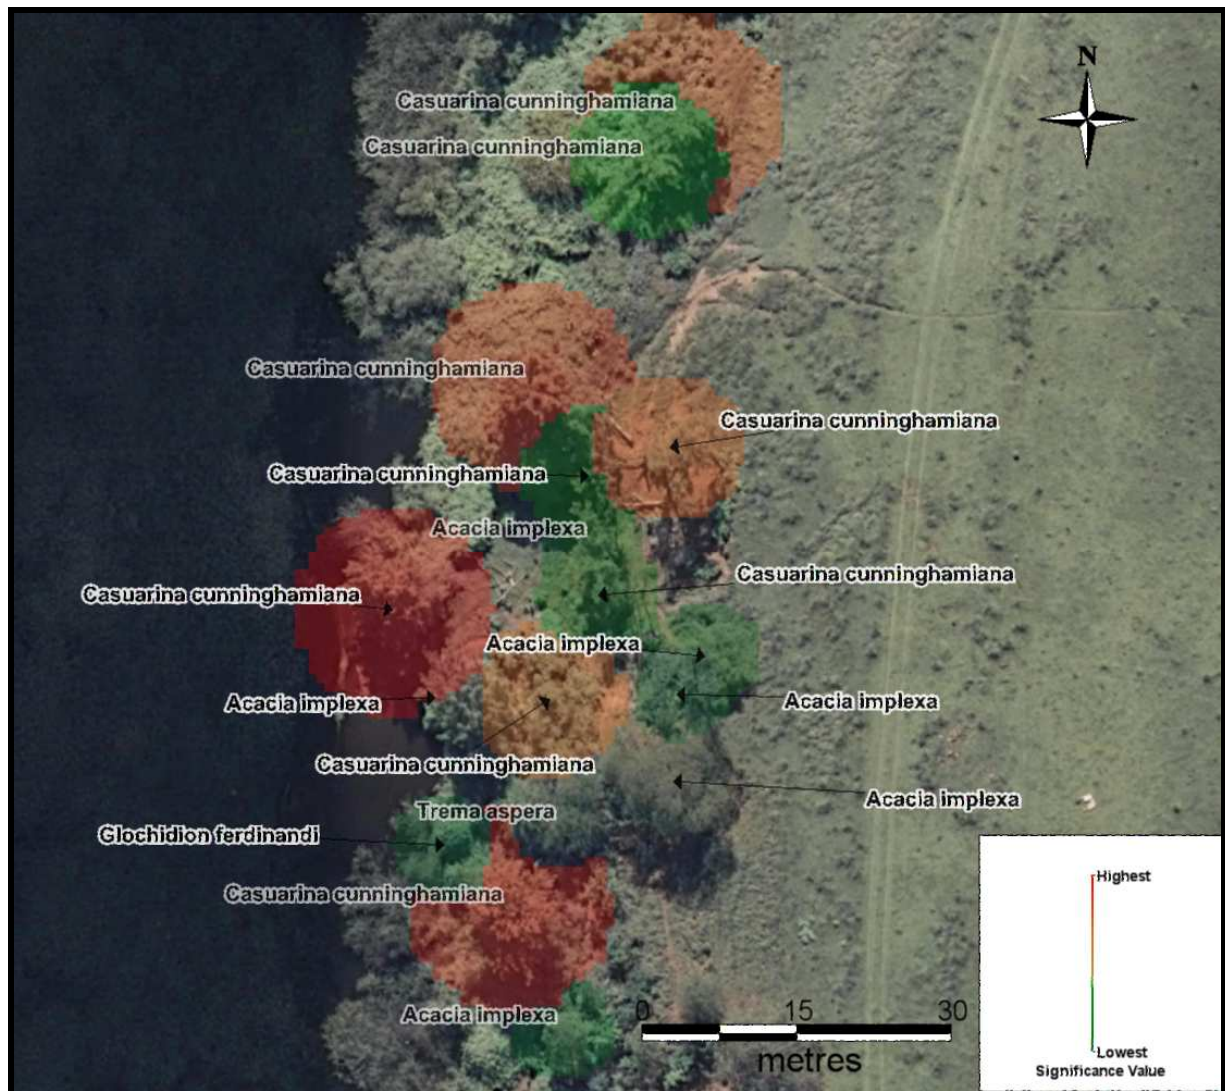 N
Casuarina cunninghamiana
Casuarina cunninghamiana
Casuarina cunninghamiana
Casuarina cunninghamiana
Casuarina cunninghamiana
Acacia implexa
Casuarina cunninghamiana
Casuarina cunninghamiana
Acacia implexa
Acacia implexa
Acacia implexa
Casuarina cunninghamiana
Acacia implexa
Trema aspera
Glochidion ferdinandi
Casuarina cunninghamiana
Acacia implexa
0 15 30
metres
Highest
Lowest
Significance Value